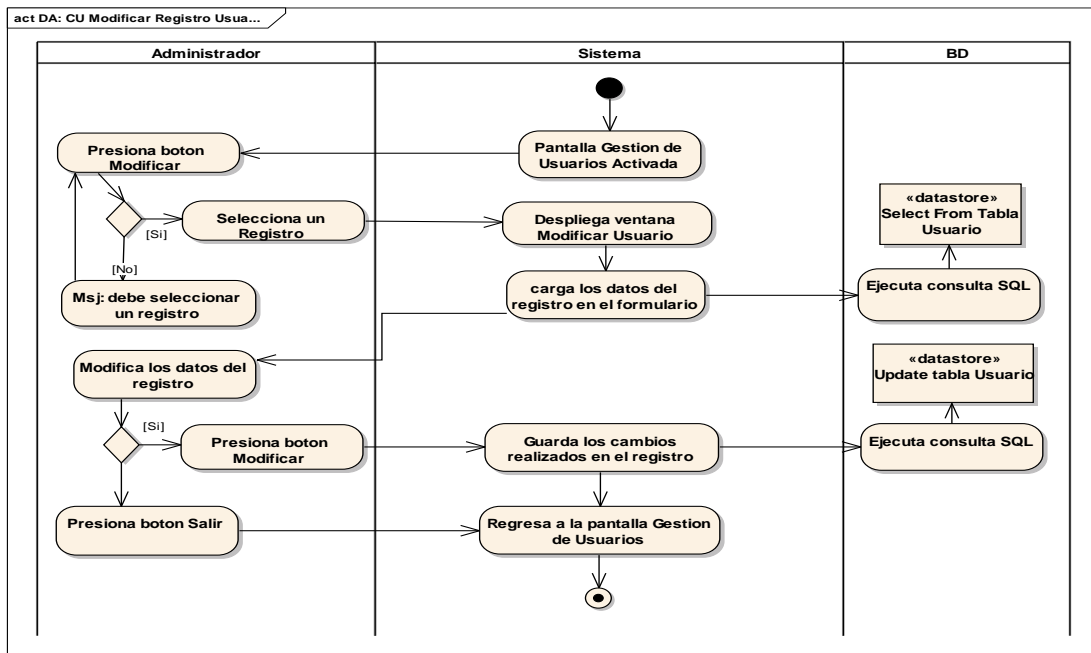 act DA: CU Modificar Registro Usua...
Administrador
Sistema
BD
Presiona boton
Modificar
Pantalla Gestion de
Usuarios Activada
[Si]
Selecciona un
Registro
Despliega ventana
Modificar Usuario
«datastore»
Select From Tabla
Usuario
[No]
Msj: debe seleccionar
un registro
carga los datos del
registro en el formulario
Ejecuta consulta SQL
Modifica los datos del
registro
«datastore»
Update tabla Usuario
[Si]
Presiona boton
Modificar
Guarda los cambios
realizados en el registro
Ejecuta consulta SQL
Presiona boton Salir
Regresa a la pantalla Gestion
de Usuarios